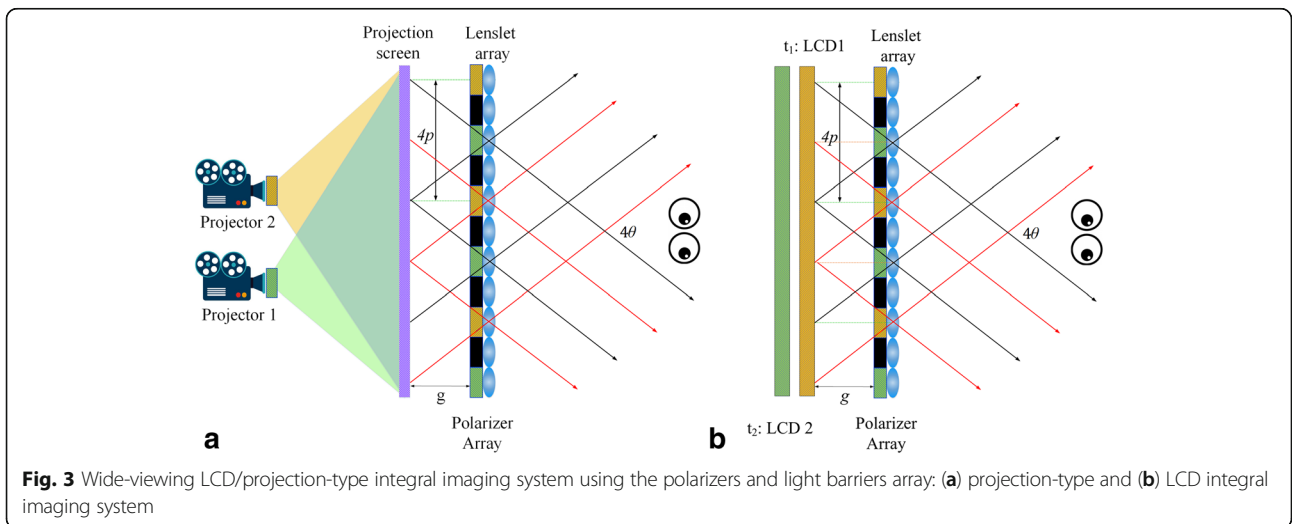 Projection
screen
Lenslet
array
4p
Projector 2
Projector 1
4θ
g
Polarizer
Array
a
t₁: LCD1
Lenslet
array
4p
4θ
g
t₂: LCD 2
Polarizer
Array
b
Fig. 3 Wide-viewing LCD/projection-type integral imaging system using the polarizers and light barriers array: (a) projection-type and (b) LCD integral
imaging system